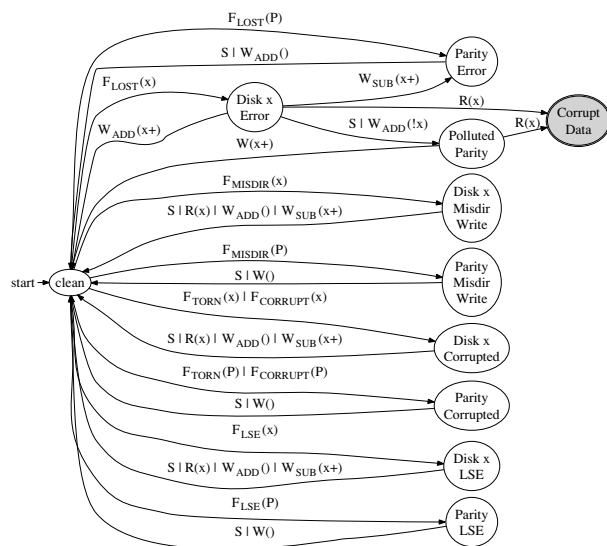 F_LOST(P)
S | W_ADD()
Parity
Error
F_LOST(x)
W_SUB(x+)
Disk x
Error
R(x)
Corrupt
Data
W_ADD(x+)
S | W_ADD(!x)
Polluted
Parity
R(x)
W(x+)
F_MISDIR(x)
Disk x
Misdir
Write
S | R(x) | W_ADD() | W_SUB(x+)
F_MISDIR(P)
Parity
Misdir
Write
S | W()
start
clean
F_TORN(x) | F_CORRUPT(x)
S | R(x) | W_ADD() | W_SUB(x+)
Disk x
Corrupted
F_TORN(P) | F_CORRUPT(P)
Parity
Corrupted
S | W()
F_LSE(x)
Disk x
LSE
S | R(x) | W_ADD() | W_SUB(x+)
F_LSE(P)
Parity
LSE
S | W()